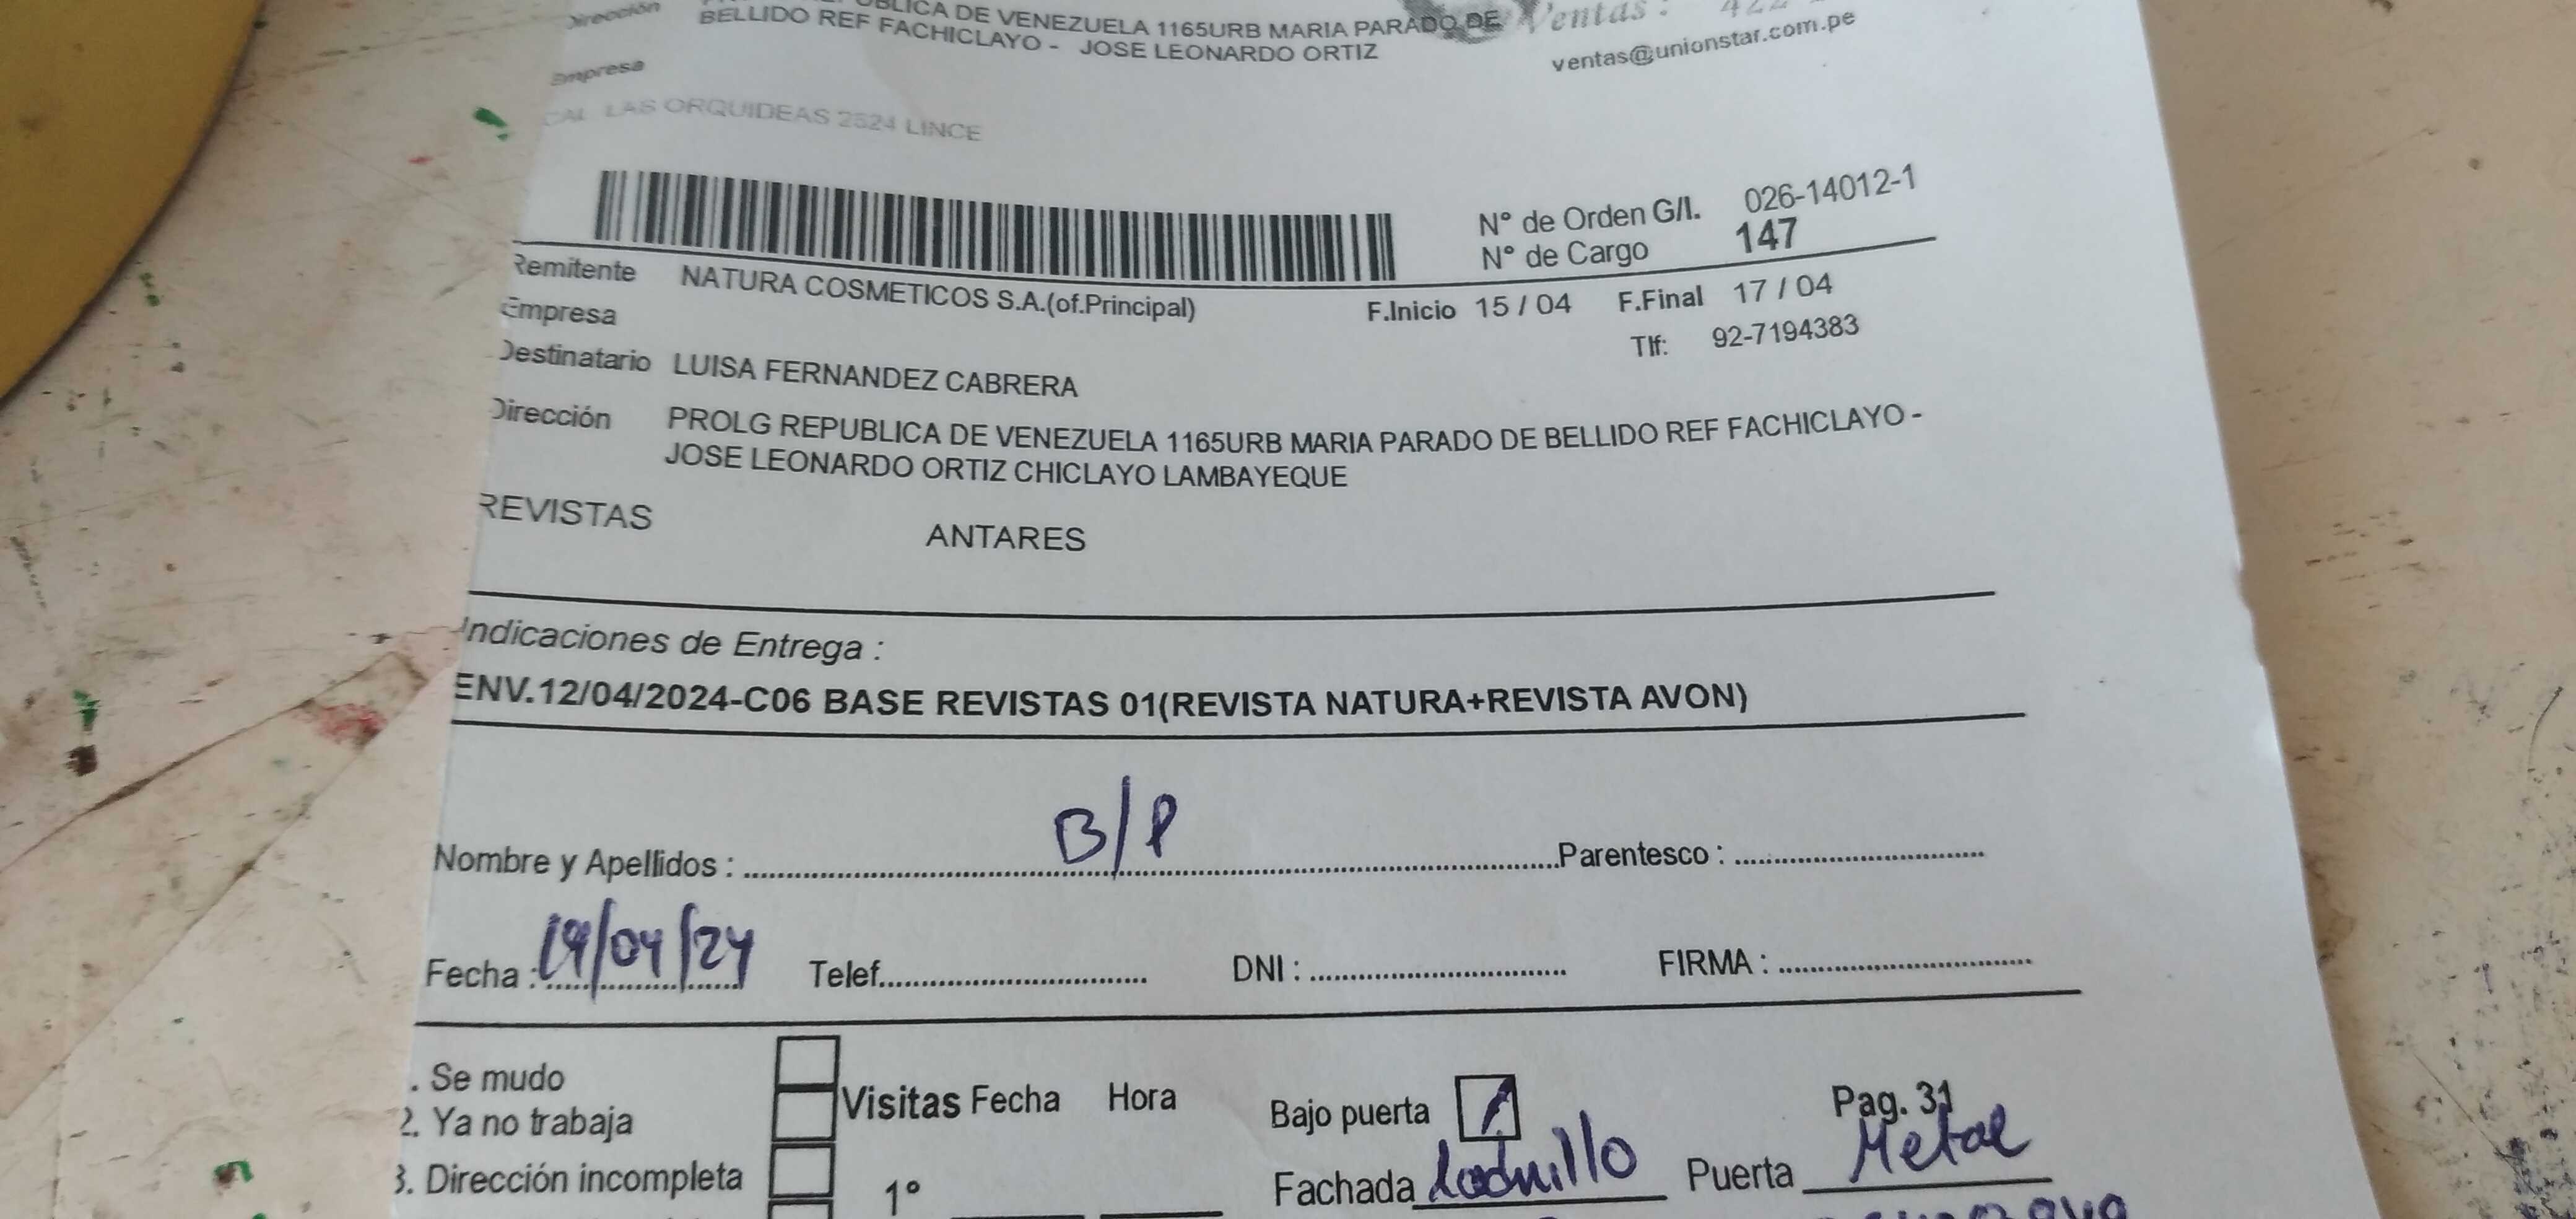 Dirección BLICA DE VENEZUELA 1165URB MARIA PARADO DE Ventas :
BELLIDO REF FACHICLAYO - JOSE LEONARDO ORTIZ
ventas@unionstar.com.pe
Empresa
CAL LAS ORQUIDEAS 2524 LINCE
N° de Orden G/I. 026-14012-1
N° de Cargo 147
Remitente NATURA COSMETICOS S.A.(of.Principal) F.Inicio 15 / 04 F.Final 17 / 04
Empresa Tlf: 92-7194383
Destinatario LUISA FERNANDEZ CABRERA
Dirección PROLG REPUBLICA DE VENEZUELA 1165URB MARIA PARADO DE BELLIDO REF FACHICLAYO -
JOSE LEONARDO ORTIZ CHICLAYO LAMBAYEQUE
REVISTAS ANTARES
Indicaciones de Entrega :
ENV.12/04/2024-C06 BASE REVISTAS 01(REVISTA NATURA+REVISTA AVON)
Nombre y Apellidos : B/P Parentesco :
Fecha : 19/04/24 Telef. DNI : FIRMA :
. Se mudo
2. Ya no trabaja Visitas Fecha Hora Bajo puerta Pag. 31
3. Dirección incompleta 1° Fachada Ladrillo Puerta Metal